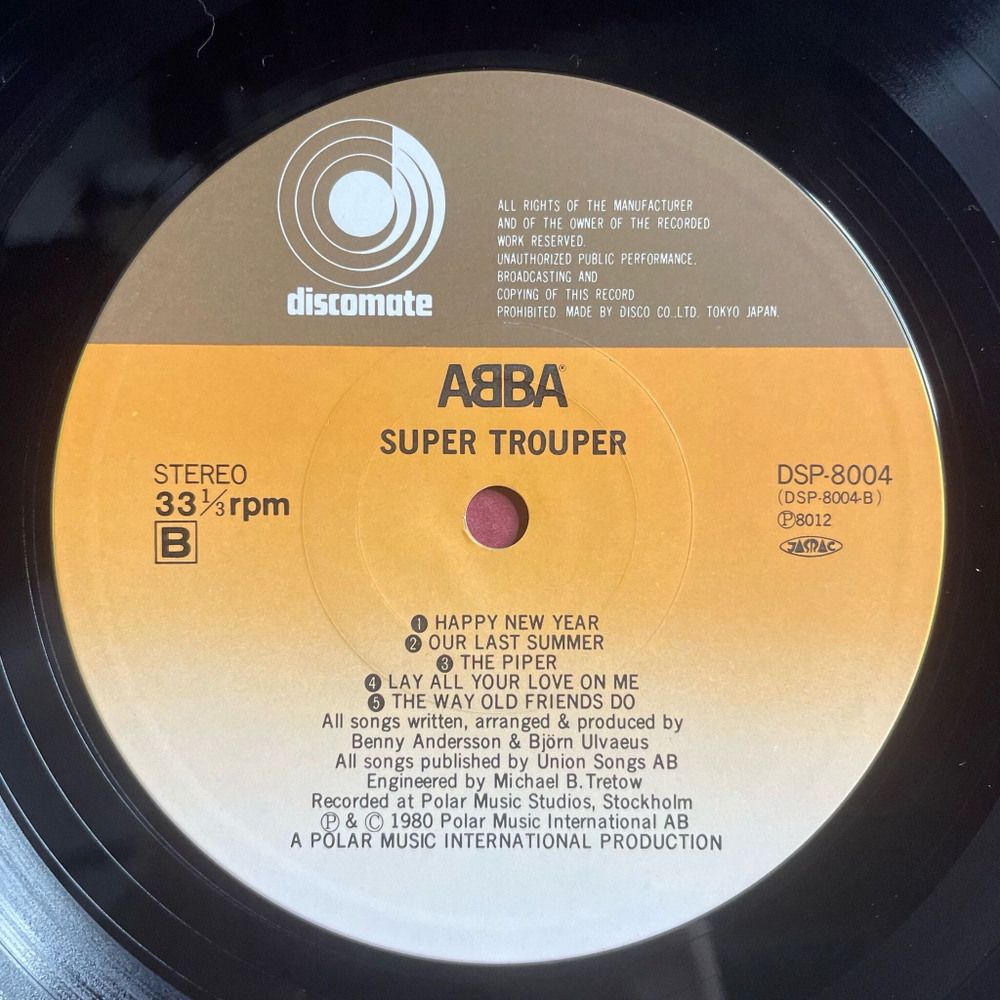 discomate
ALL RIGHTS OF THE MANUFACTURER
AND OF THE OWNER OF THE RECORDED
WORK RESERVED.
UNAUTHORIZED PUBLIC PERFORMANCE,
BROADCASTING AND
COPYING OF THIS RECORD
PROHIBITED. MADE BY DISCO CO.,LTD. TOKYO JAPAN.
ABBA®
SUPER TROUPER
STEREO
33⅓rpm
B
DSP-8004
(DSP-8004-B)
Ⓟ8012
JASRAC
❶ HAPPY NEW YEAR
❷ OUR LAST SUMMER
❸ THE PIPER
❹ LAY ALL YOUR LOVE ON ME
❺ THE WAY OLD FRIENDS DO
All songs written, arranged & produced by
Benny Andersson & Björn Ulvaeus
All songs published by Union Songs AB
Engineered by Michael B.Tretow
Recorded at Polar Music Studios, Stockholm
Ⓟ & Ⓒ 1980 Polar Music International AB
A POLAR MUSIC INTERNATIONAL PRODUCTION